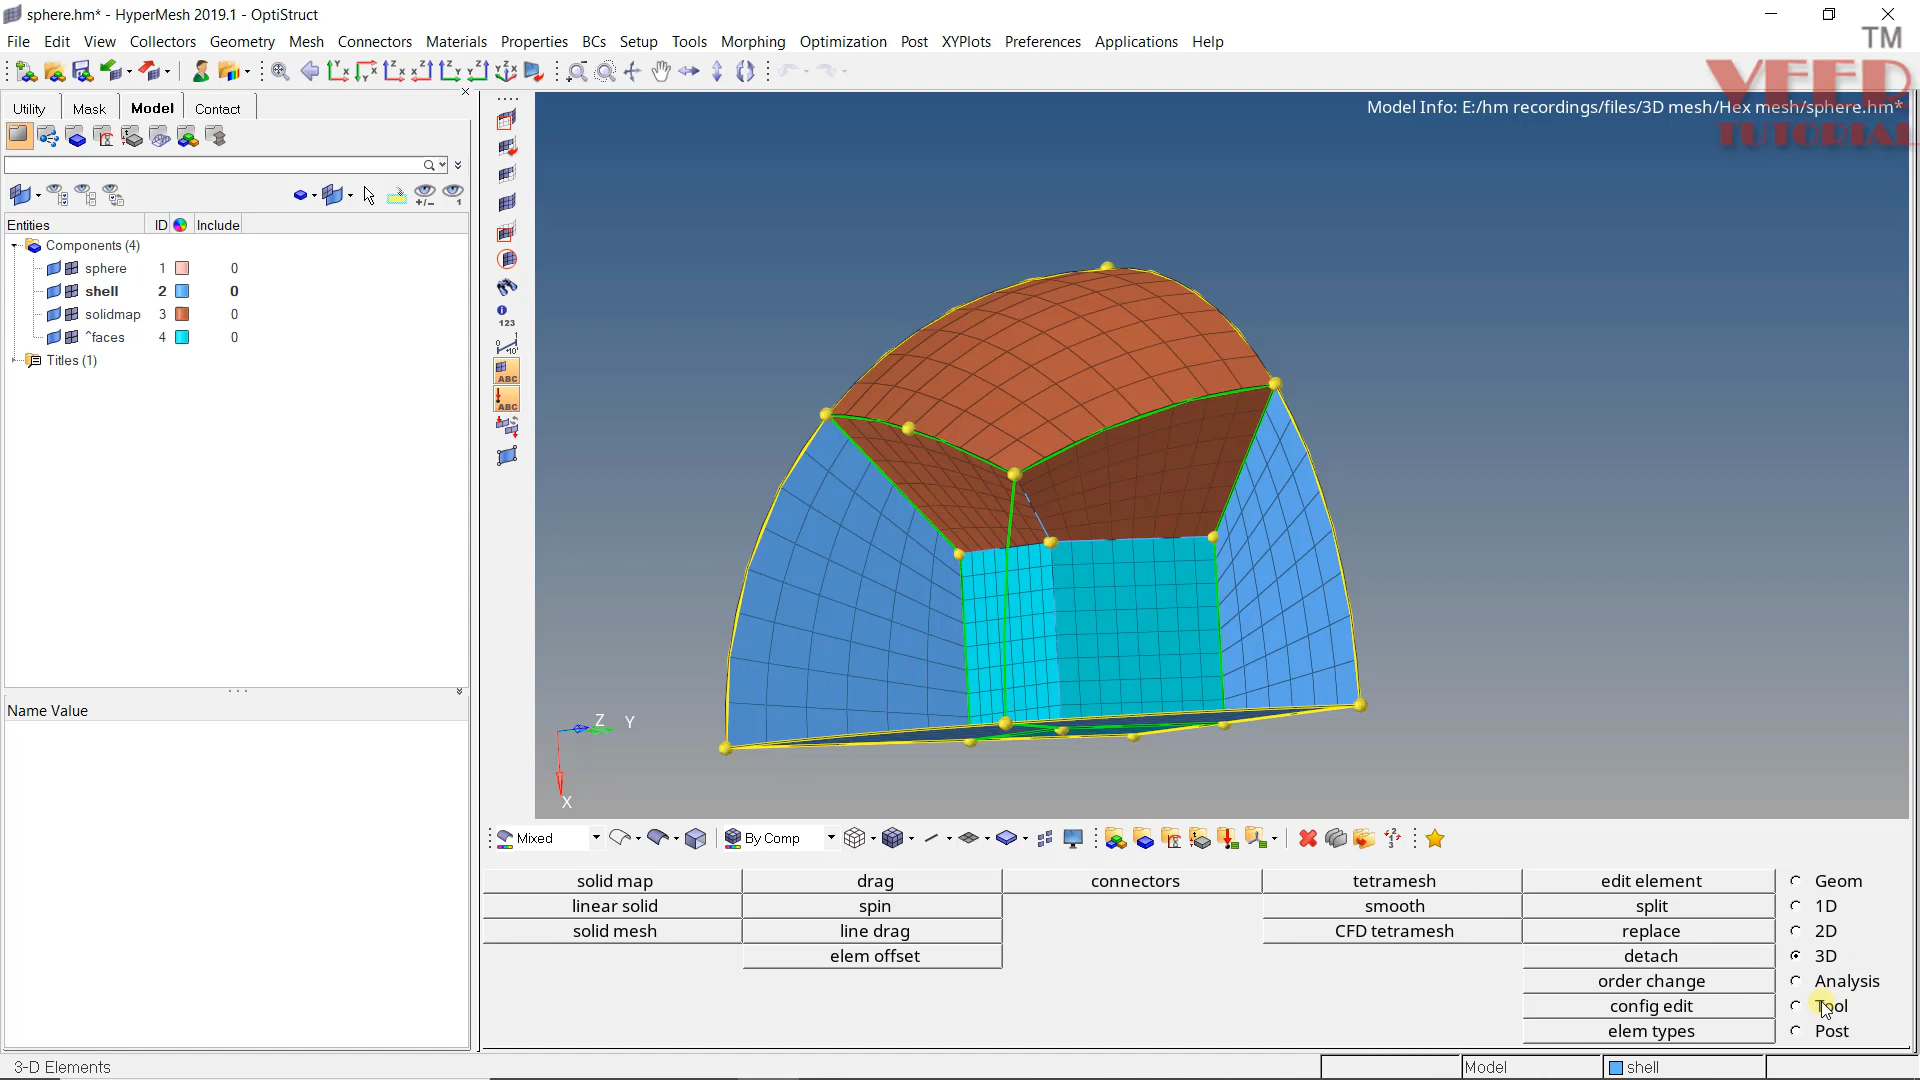 sphere.hm* - HyperMesh 2019.1 - OptiStruct
File Edit View Collectors Geometry Mesh Connectors Materials Properties BCs Setup Tools Morphing Optimization Post XYPlots Preferences Applications Help
TM
VEER
TUTORIAL
Utility Mask Model Contact
Model Info: E:/hm recordings/files/3D mesh/Hex mesh/sphere.hm*
Entities ID Include
Components (4)
sphere 1 0
shell 2 0
solidmap 3 0
^faces 4 0
Titles (1)
123
ABC
ABC
Name Value
Z Y
X
Mixed By Comp
solid map drag connectors tetramesh edit element Geom
linear solid spin smooth split 1D
solid mesh line drag CFD tetramesh replace 2D
elem offset detach 3D
order change Analysis
config edit Tool
elem types Post
3-D Elements Model shell